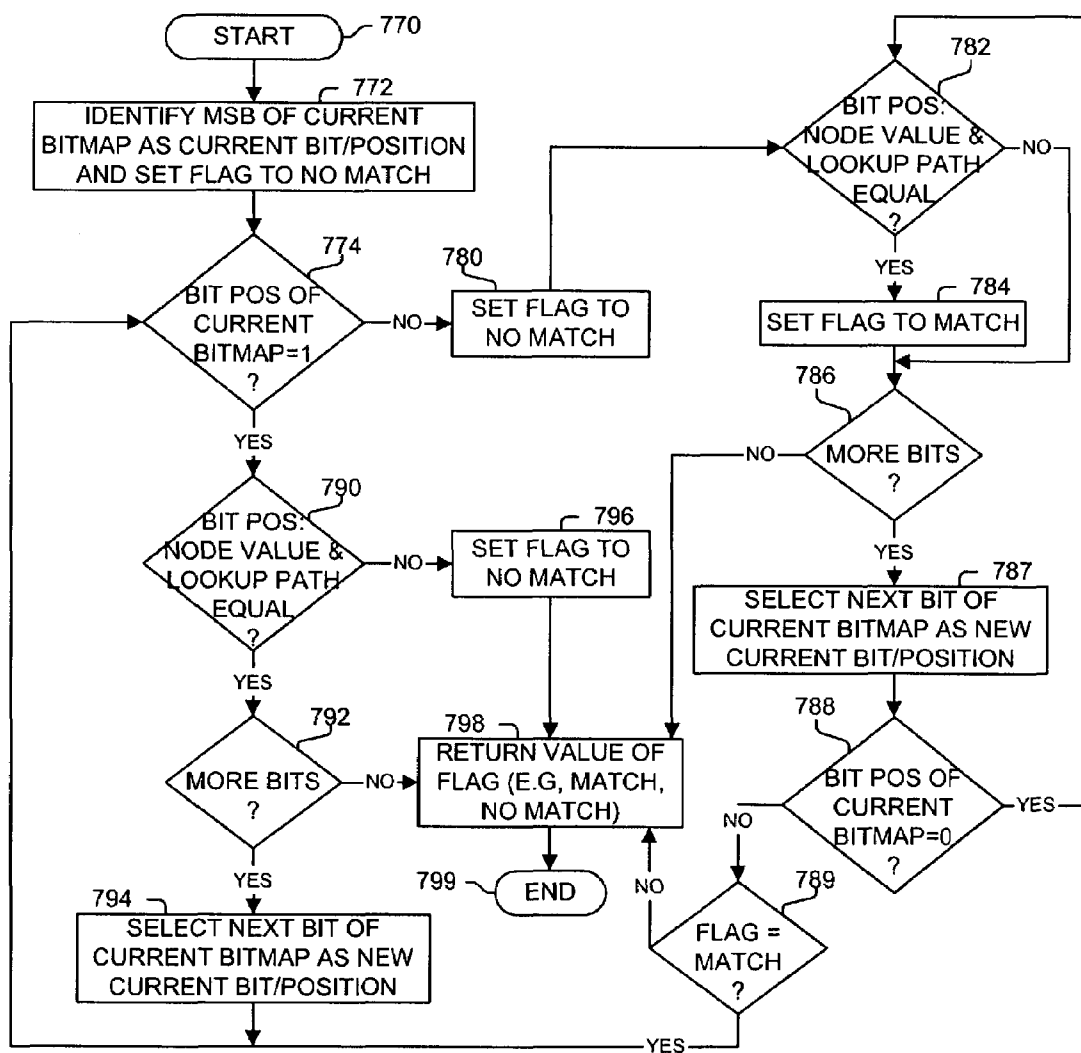 START
770
772
IDENTIFY MSB OF CURRENT
BITMAP AS CURRENT BIT/POSITION
AND SET FLAG TO NO MATCH
774
BIT POS OF
CURRENT
BITMAP=1
?
NO
780
SET FLAG TO
NO MATCH
782
BIT POS:
NODE VALUE &
LOOKUP PATH
EQUAL
?
NO
YES
784
SET FLAG TO MATCH
786
MORE BITS
?
NO
YES
787
SELECT NEXT BIT OF
CURRENT BITMAP AS NEW
CURRENT BIT/POSITION
788
BIT POS OF
CURRENT
BITMAP=0
?
YES
NO
789
FLAG =
MATCH
?
NO
YES
YES
790
BIT POS:
NODE VALUE &
LOOKUP PATH
EQUAL
?
NO
796
SET FLAG TO
NO MATCH
YES
792
MORE BITS
?
NO
798
RETURN VALUE OF
FLAG (E.G, MATCH,
NO MATCH)
799
END
YES
794
SELECT NEXT BIT OF
CURRENT BITMAP AS NEW
CURRENT BIT/POSITION